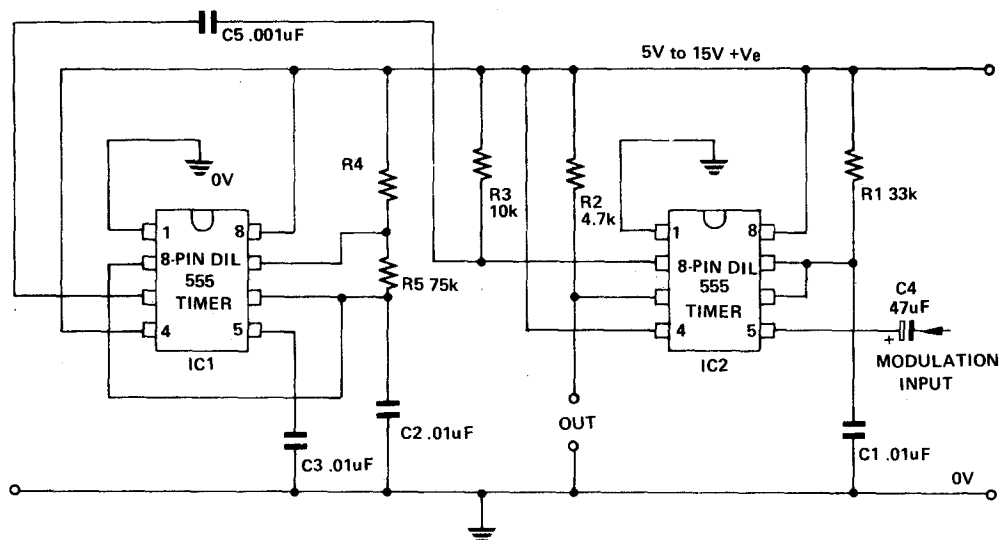 C5 .001uF
5V to 15V +Ve
0V
R4
R3
10k
R2
4.7k
R1 33k
1
8
8-PIN DIL
555
TIMER
4
5
IC1
R5 75k
1
8
8-PIN DIL
555
TIMER
4
5
IC2
C4
47uF
+
MODULATION
INPUT
C3 .01uF
C2 .01uF
OUT
C1 .01uF
0V